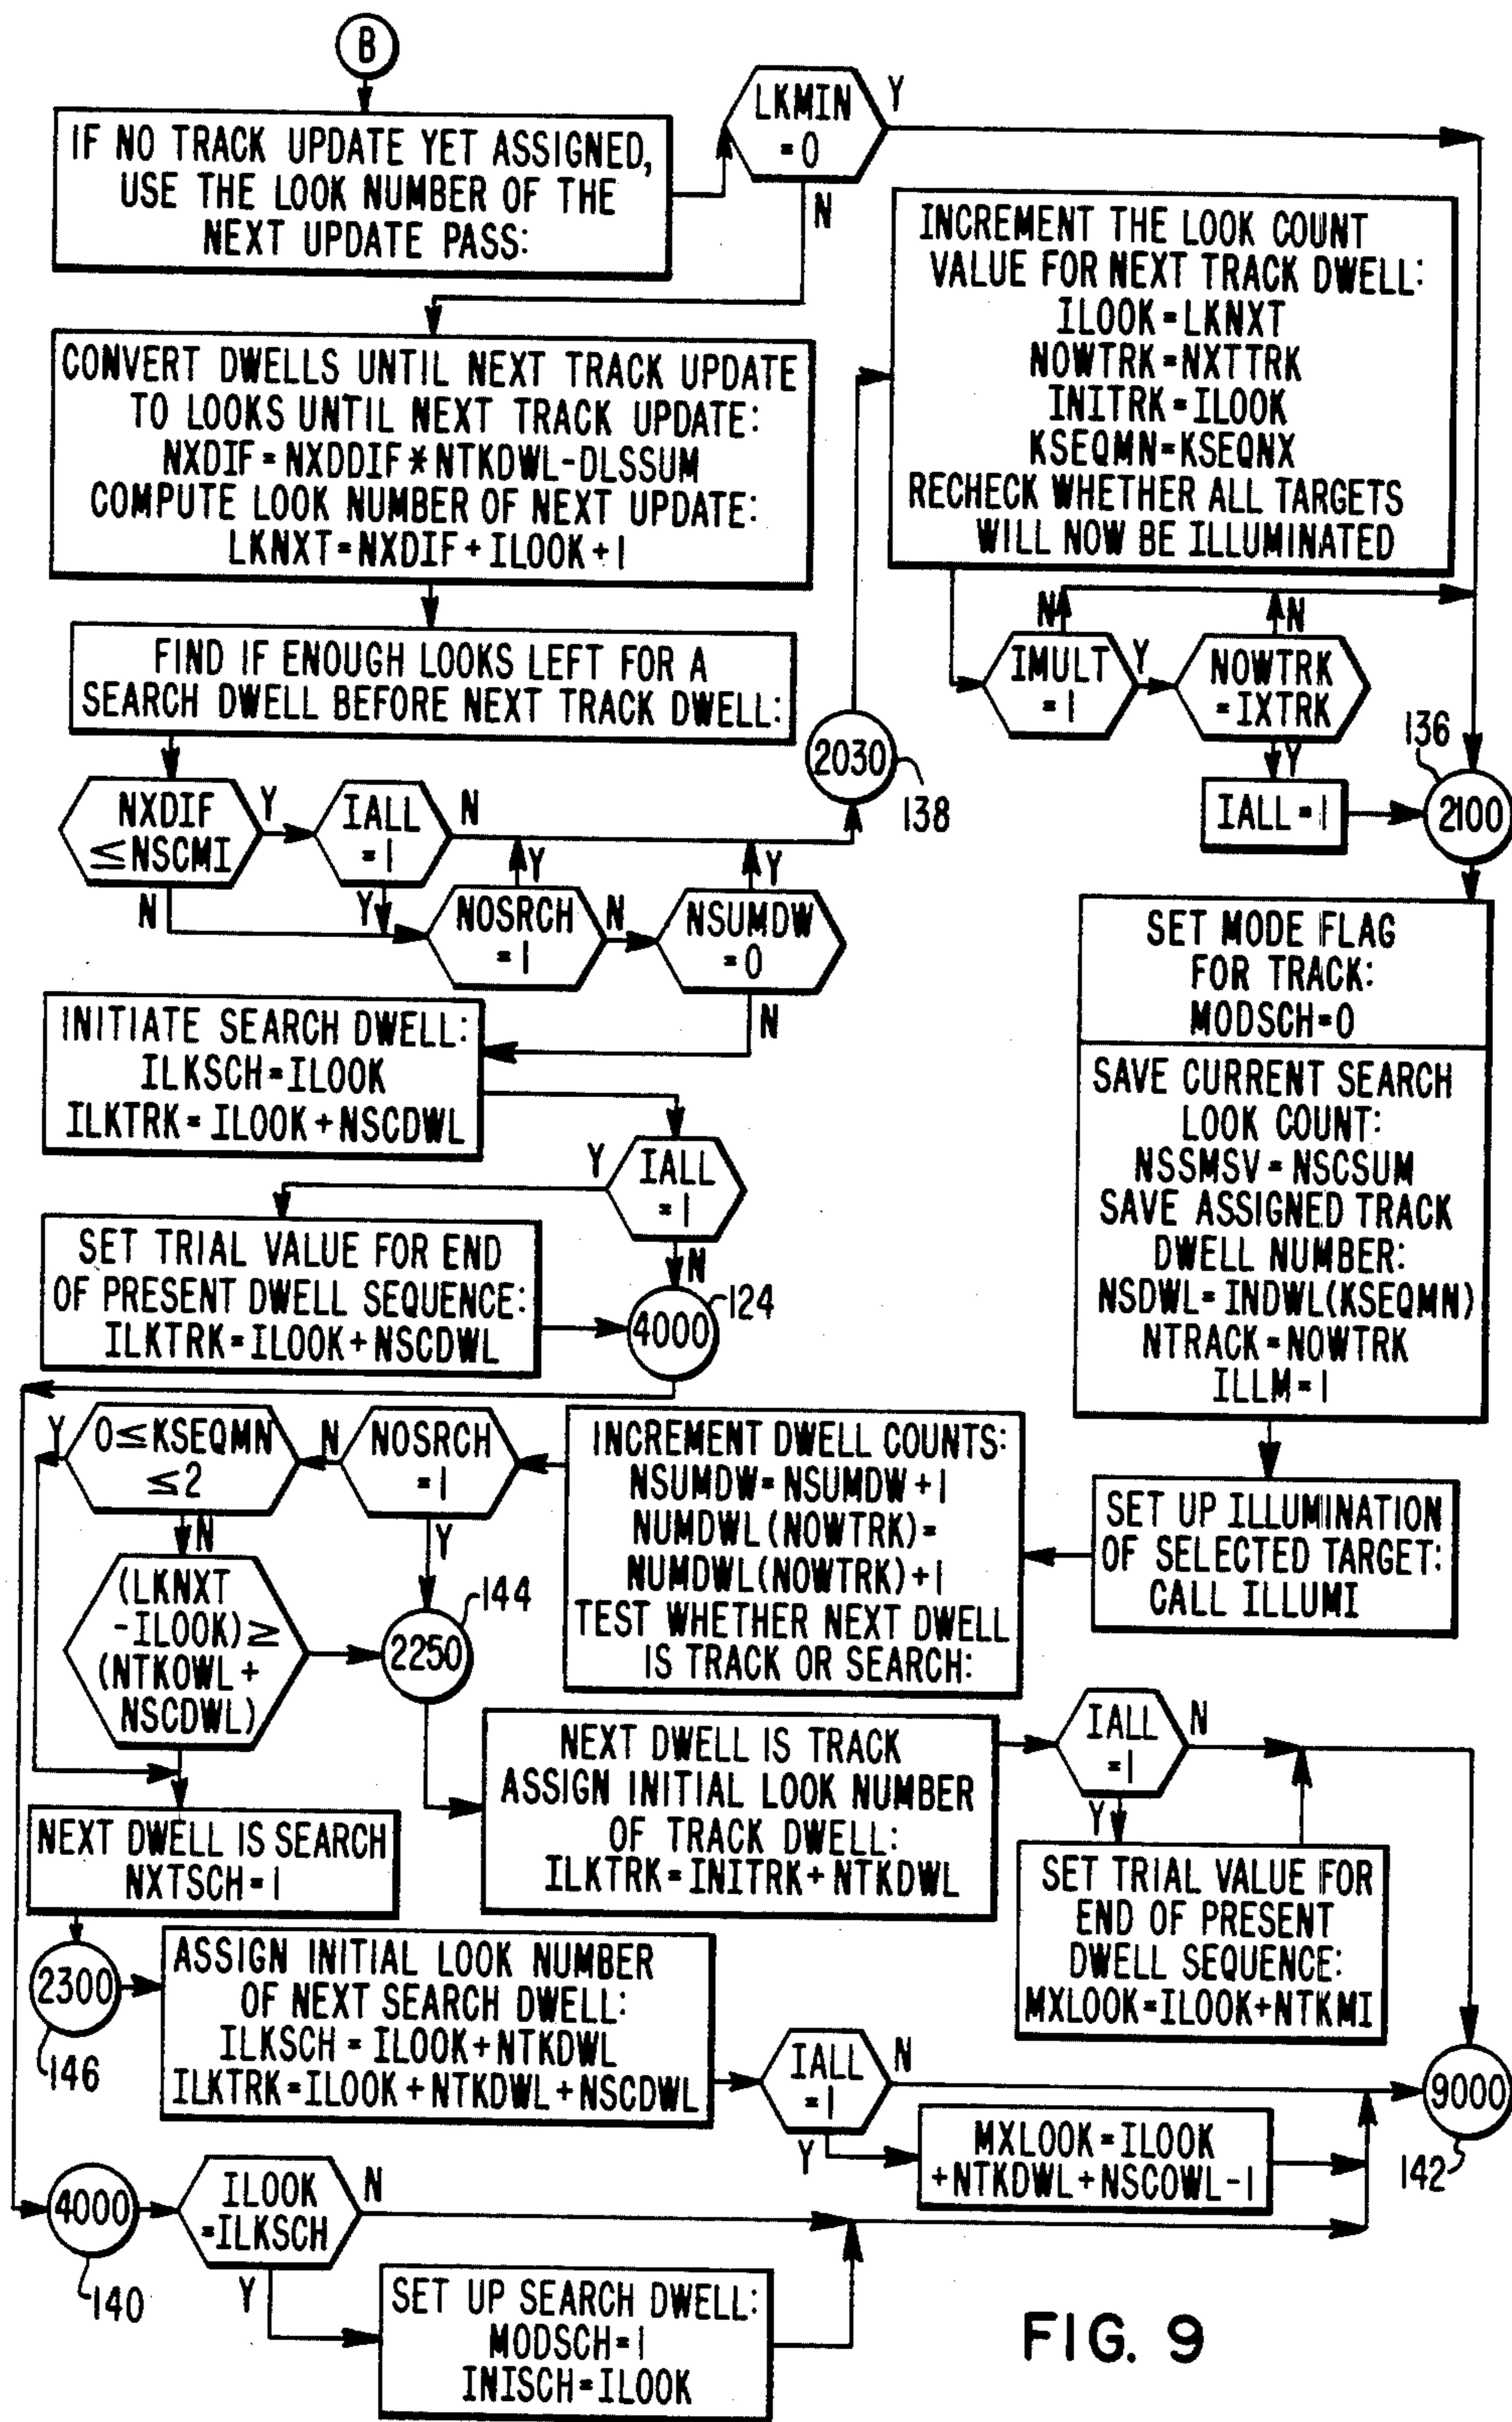 B
IF NO TRACK UPDATE YET ASSIGNED,
USE THE LOOK NUMBER OF THE
NEXT UPDATE PASS:
LKMIN
=0
Y
N
CONVERT DWELLS UNTIL NEXT TRACK UPDATE
TO LOOKS UNTIL NEXT TRACK UPDATE:
NXDIF=NXDDIF*NTKDWL-DLSSUM
COMPUTE LOOK NUMBER OF NEXT UPDATE:
LKNXT=NXDIF+ILOOK+1
INCREMENT THE LOOK COUNT
VALUE FOR NEXT TRACK DWELL:
ILOOK=LKNXT
NOWTRK=NXTTRK
INITRK=ILOOK
KSEQMN=KSEQNX
RECHECK WHETHER ALL TARGETS
WILL NOW BE ILLUMINATED
FIND IF ENOUGH LOOKS LEFT FOR A
SEARCH DWELL BEFORE NEXT TRACK DWELL:
N
N
IMULT
=1
Y
NOWTRK
=IXTRK
Y
IALL=1
136
2100
2030
138
NXDIF
≤NSCMI
Y
IALL
=1
N
N
Y
Y
NOSRCH
=1
N
NSUMDW
=0
Y
N
INITIATE SEARCH DWELL:
ILKSCH=ILOOK
ILKTRK=ILOOK+NSCDWL
IALL
=1
Y
N
SET TRIAL VALUE FOR END
OF PRESENT DWELL SEQUENCE:
ILKTRK=ILOOK+NSCDWL
4000
124
SET MODE FLAG
FOR TRACK:
MODSCH=0
SAVE CURRENT SEARCH
LOOK COUNT:
NSSMSV=NSCSUM
SAVE ASSIGNED TRACK
DWELL NUMBER:
NSDWL=INDWL(KSEQMN)
NTRACK=NOWTRK
ILLM=1
SET UP ILLUMINATION
OF SELECTED TARGET:
CALL ILLUMI
INCREMENT DWELL COUNTS:
NSUMDW=NSUMDW+1
NUMDWL(NOWTRK)=
NUMDWL(NOWTRK)+1
TEST WHETHER NEXT DWELL
IS TRACK OR SEARCH:
NOSRCH
=1
N
Y
0≤KSEQMN
≤2
Y
N
(LKNXT
-ILOOK)≥
(NTKOWL+
NSCDWL)
2250
144
NEXT DWELL IS TRACK
ASSIGN INITIAL LOOK NUMBER
OF TRACK DWELL:
ILKTRK=INITRK+NTKDWL
IALL
=1
N
Y
SET TRIAL VALUE FOR
END OF PRESENT
DWELL SEQUENCE:
MXLOOK=ILOOK+NTKMI
NEXT DWELL IS SEARCH
NXTSCH=1
2300
146
ASSIGN INITIAL LOOK NUMBER
OF NEXT SEARCH DWELL:
ILKSCH=ILOOK+NTKDWL
ILKTRK=ILOOK+NTKDWL+NSCDWL
IALL
=1
N
Y
MXLOOK=ILOOK
+NTKDWL+NSCOWL-1
9000
142
4000
140
ILOOK
=ILKSCH
N
Y
SET UP SEARCH DWELL:
MODSCH=1
INISCH=ILOOK
FIG. 9